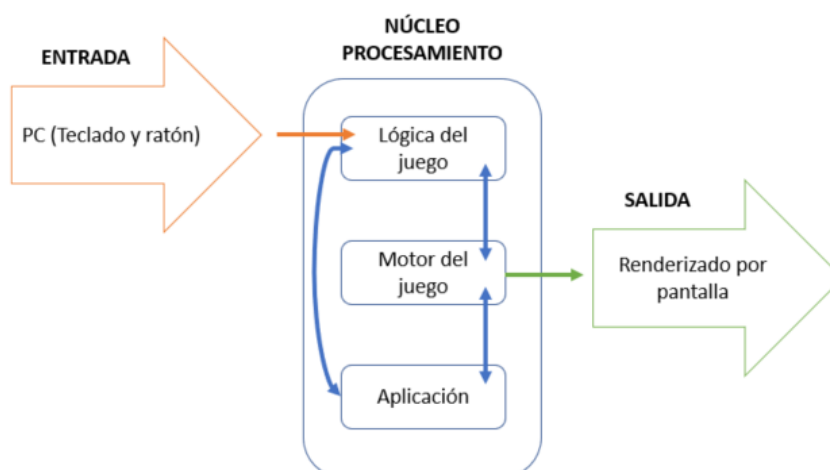 ENTRADA
PC (Teclado y ratón)
NÚCLEO
PROCESAMIENTO
Lógica del
juego
Motor del
juego
Aplicación
SALIDA
Renderizado por
pantalla